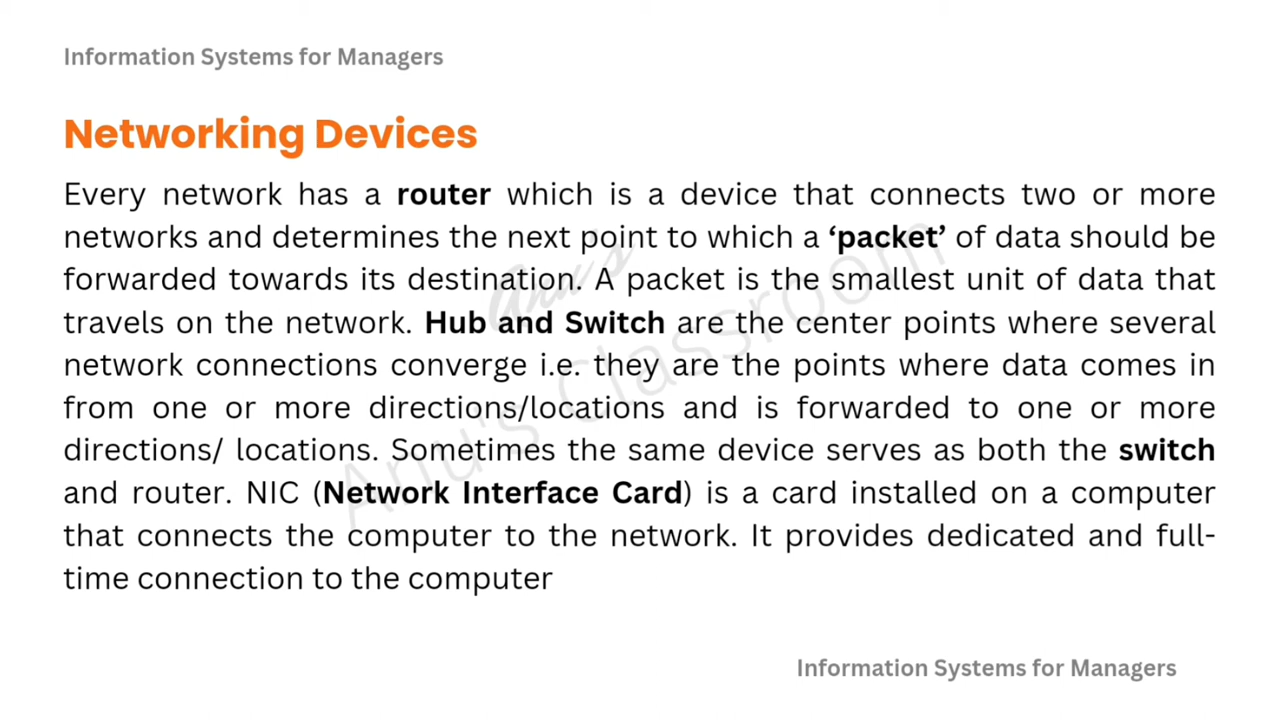 Information Systems for Managers
Networking Devices
Every network has a router which is a device that connects two or more
networks and determines the next point to which a ‘packet’ of data should be
forwarded towards its destination. A packet is the smallest unit of data that
travels on the network. Hub and Switch are the center points where several
network connections converge i.e. they are the points where data comes in
from one or more directions/locations and is forwarded to one or more
directions/ locations. Sometimes the same device serves as both the switch
and router. NIC (Network Interface Card) is a card installed on a computer
that connects the computer to the network. It provides dedicated and full-
time connection to the computer
Information Systems for Managers